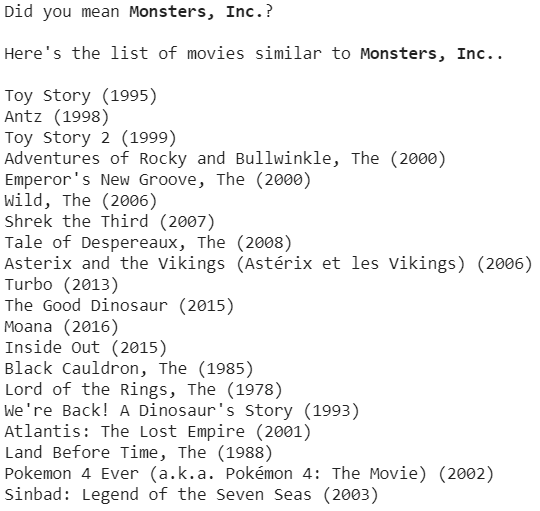 Did you mean Monsters, Inc.?
Here's the list of movies similar to Monsters, Inc..
Toy Story (1995)
Antz (1998)
Toy Story 2 (1999)
Adventures of Rocky and Bullwinkle, The (2000)
Emperor's New Groove, The (2000)
Wild, The (2006)
Shrek the Third (2007)
Tale of Despereaux, The (2008)
Asterix and the Vikings (Astérix et les Vikings) (2006)
Turbo (2013)
The Good Dinosaur (2015)
Moana (2016)
Inside Out (2015)
Black Cauldron, The (1985)
Lord of the Rings, The (1978)
We're Back! A Dinosaur's Story (1993)
Atlantis: The Lost Empire (2001)
Land Before Time, The (1988)
Pokemon 4 Ever (a.k.a. Pokémon 4: The Movie) (2002)
Sinbad: Legend of the Seven Seas (2003)